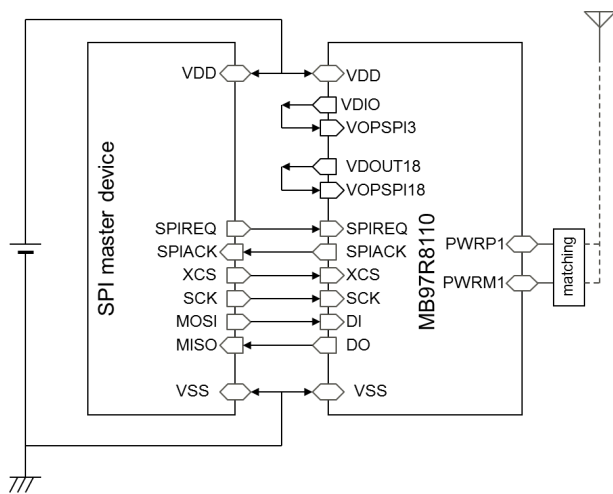 SPI master device
VDD
SPIREQ
SPIACK
XCS
SCK
MOSI
MISO
VSS
MB97R8110
VDD
VDIO
VOPSPI3
VDOUT18
VOPSPI18
SPIREQ
SPIACK
XCS
SCK
DI
DO
VSS
PWRP1
PWRM1
matching